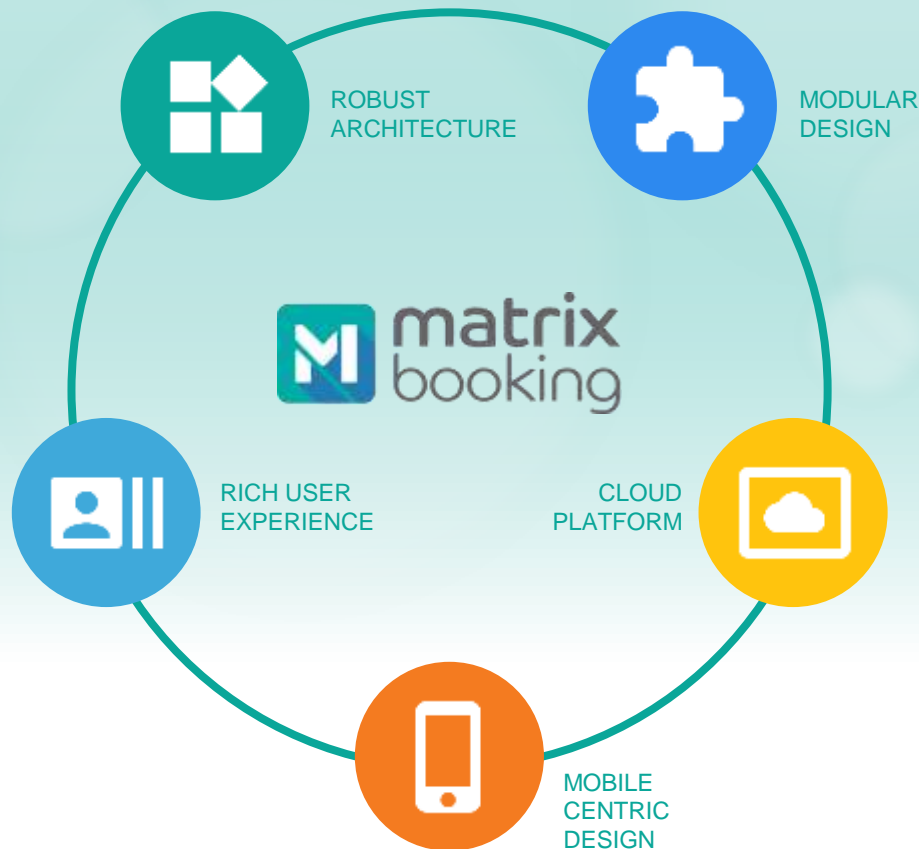 ROBUST
ARCHITECTURE
MODULAR
DESIGN
matrix
booking
RICH USER
EXPERIENCE
CLOUD
PLATFORM
MOBILE
CENTRIC
DESIGN